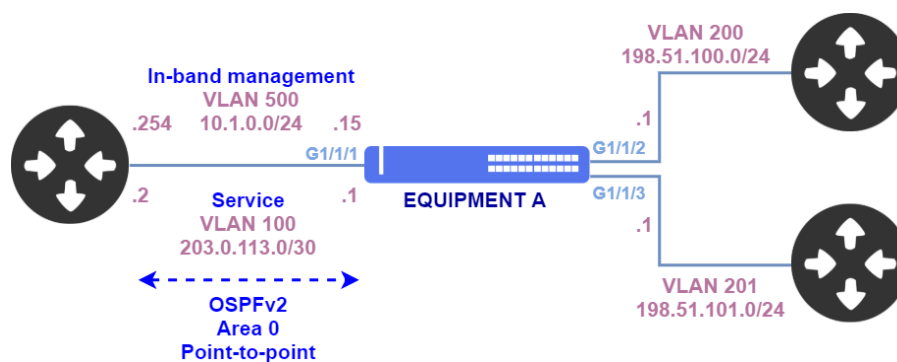 In-band management
VLAN 500
10.1.0.0/24
.254
.15
G1/1/1
.2
.1
Service
VLAN 100
203.0.113.0/30
OSPFv2
Area 0
Point-to-point
EQUIPMENT A
VLAN 200
198.51.100.0/24
.1
G1/1/2
G1/1/3
.1
VLAN 201
198.51.101.0/24